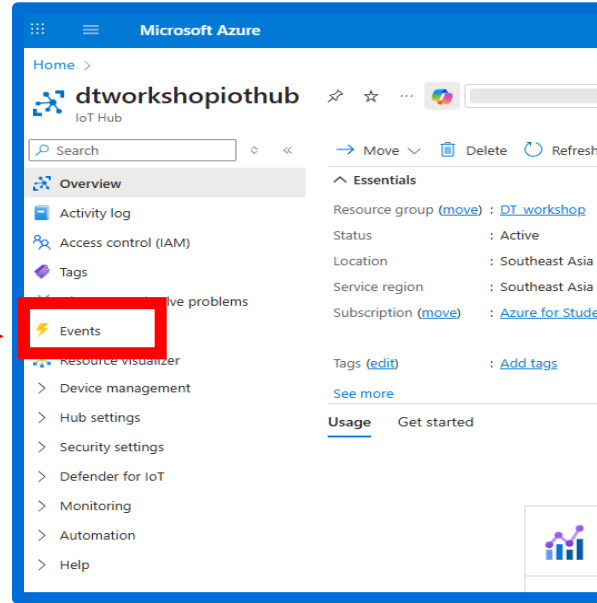 Microsoft Azure
Home >
dtworkshopiothub
IoT Hub
Search
Move
Delete
Refresh
Overview
Essentials
Activity log
Resource group (move) : DT_workshop
Access control (IAM)
Status : Active
Tags
Location : Southeast Asia
problems
Service region : Southeast Asia
Events
Subscription (move) : Azure for Stude
Resource visualizer
Tags (edit) : Add tags
Device management
See more
Hub settings
Usage Get started
Security settings
Defender for IoT
Monitoring
Automation
Help